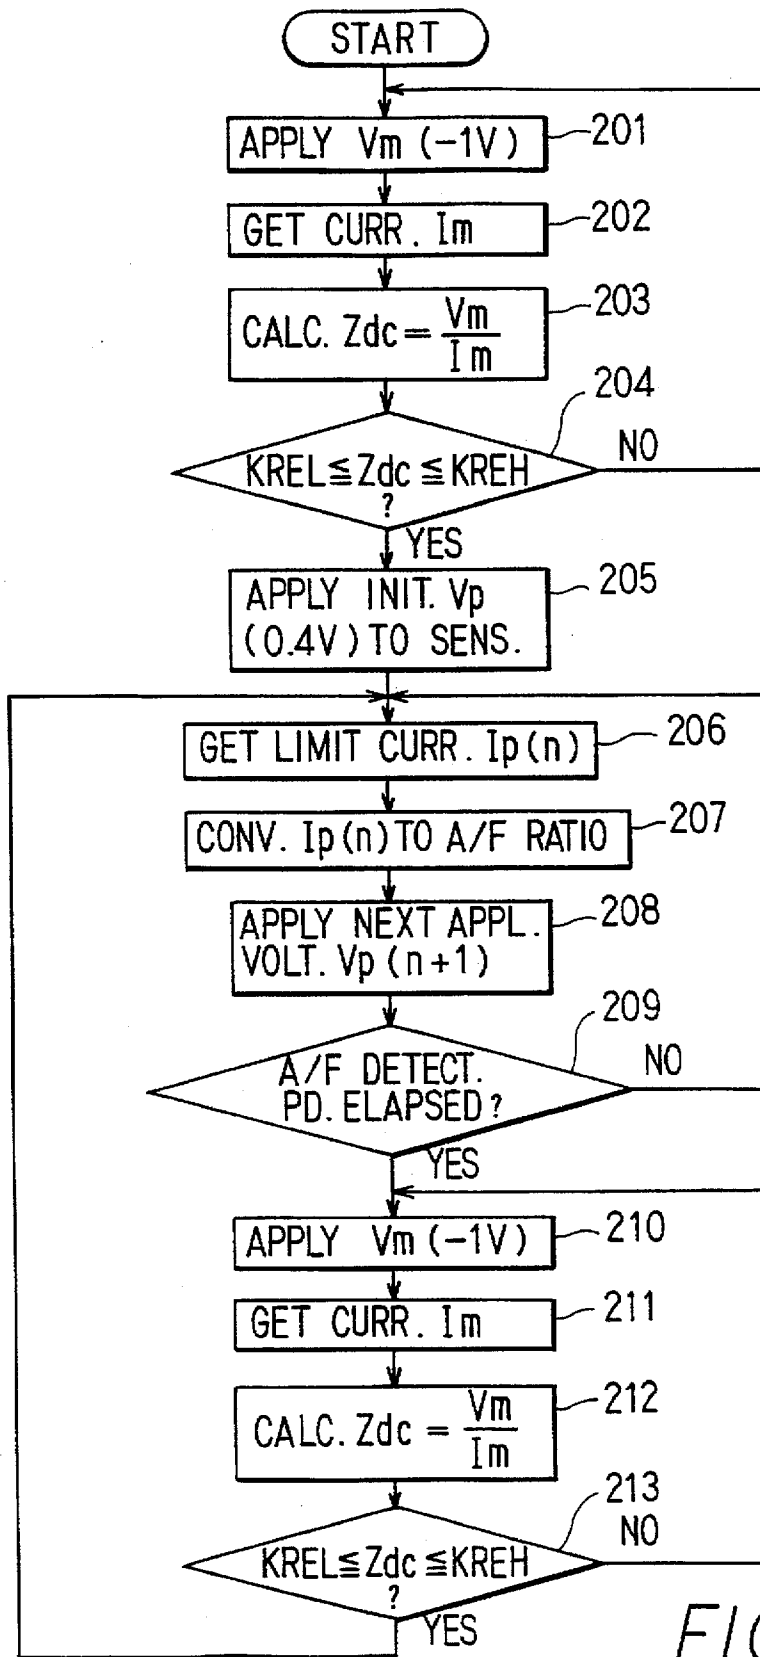 START
APPLY Vm (-1V)
201
GET CURR. Im
202
CALC. Zdc = Vm
Im
203
204
KREL≦Zdc≦KREH
?
NO
YES
APPLY INIT. Vp
(0.4V) TO SENS.
205
GET LIMIT CURR. Ip(n)
206
CONV. Ip(n) TO A/F RATIO
207
APPLY NEXT APPL.
VOLT. Vp (n+1)
208
209
A/F DETECT.
PD. ELAPSED?
NO
YES
APPLY Vm (-1V)
210
GET CURR. Im
211
CALC. Zdc = Vm
Im
212
213
KREL≦Zdc≦KREH
?
NO
YES